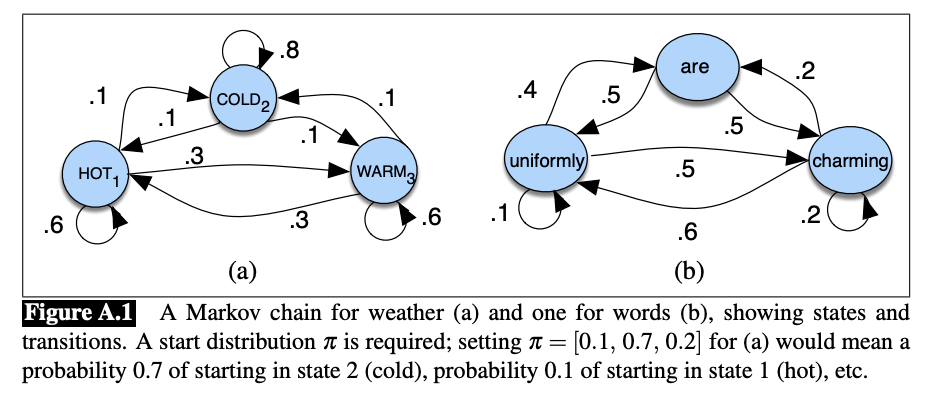 .8
COLD2
.1
.1
.1
.1
.3
HOT1
WARM3
.3
.6
.6
(a)
are
.4
.5
.2
.5
uniformly
charming
.5
.1
.2
.6
(b)
Figure A.1 A Markov chain for weather (a) and one for words (b), showing states and
transitions. A start distribution π is required; setting π = [0.1, 0.7, 0.2] for (a) would mean a
probability 0.7 of starting in state 2 (cold), probability 0.1 of starting in state 1 (hot), etc.